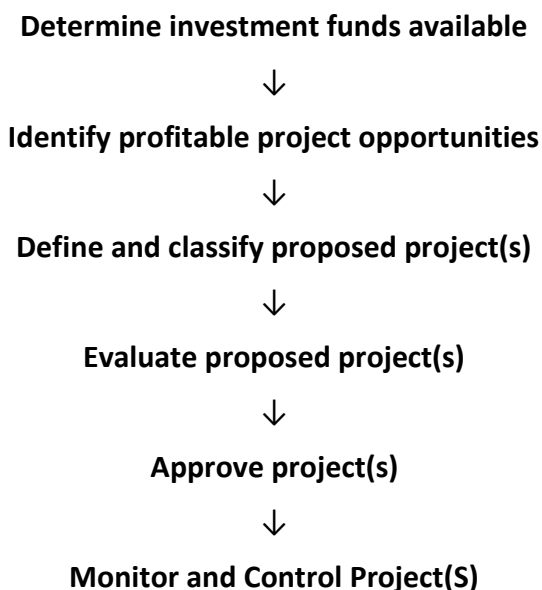 Determine investment funds available
↓
Identify profitable project opportunities
↓
Define and classify proposed project(s)
↓
Evaluate proposed project(s)
↓
Approve project(s)
↓
Monitor and Control Project(S)